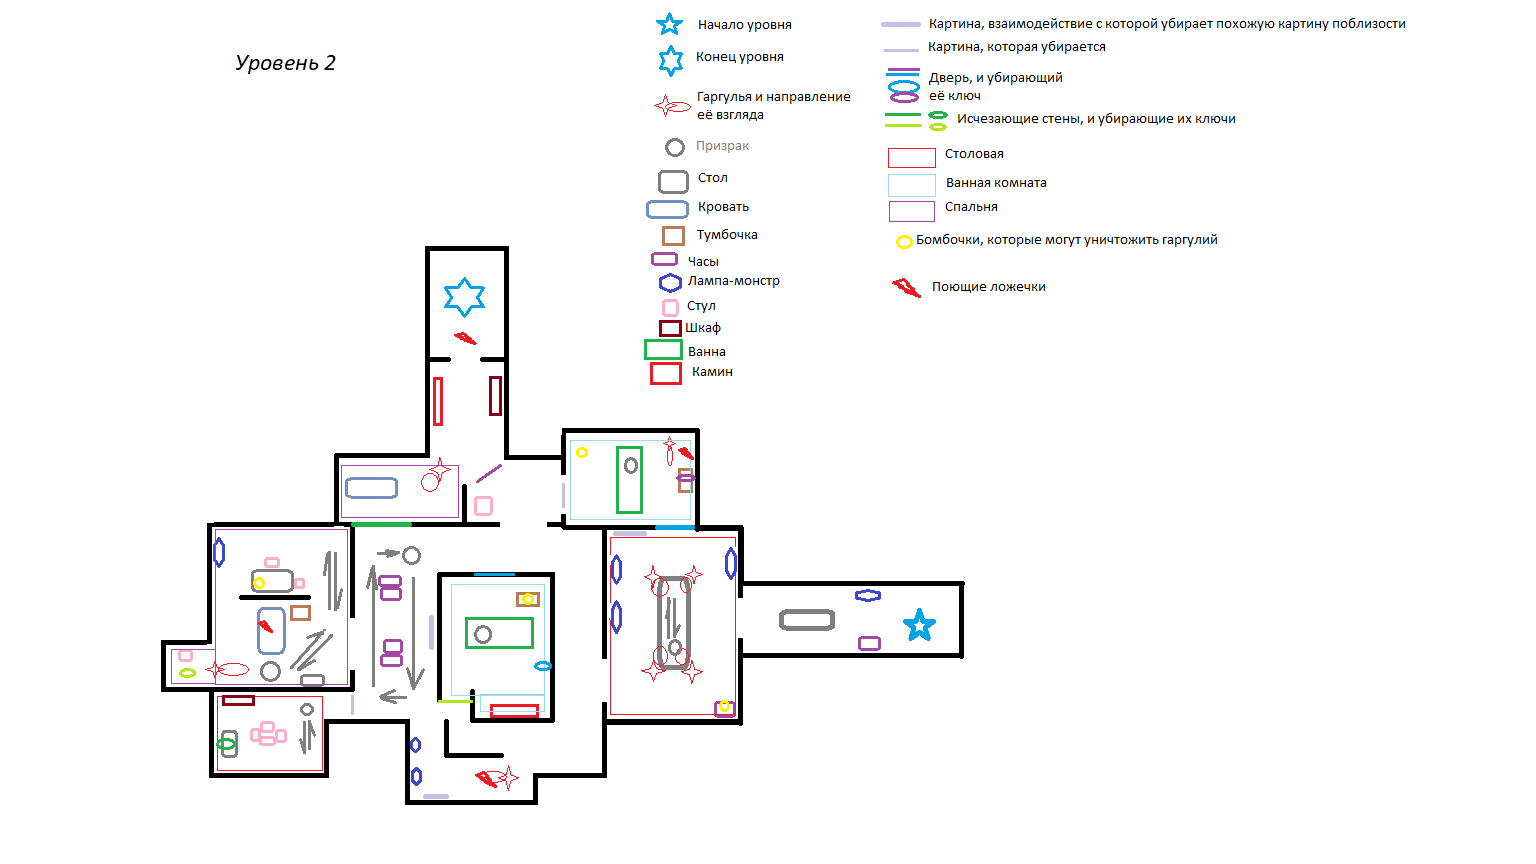 Уровень 2
Начало уровня
Конец уровня
Гаргулья и направление
её взгляда
Призрак
Стол
Кровать
Тумбочка
Часы
Лампа-монстр
Стул
Шкаф
Ванна
Камин
Картина, взаимодействие с которой убирает похожую картину поблизости
Картина, которая убирается
Дверь, и убирающий
её ключ
Исчезающие стены, и убирающие их ключи
Столовая
Ванная комната
Спальня
Бомбочки, которые могут уничтожить гаргулий
Поющие ложечки